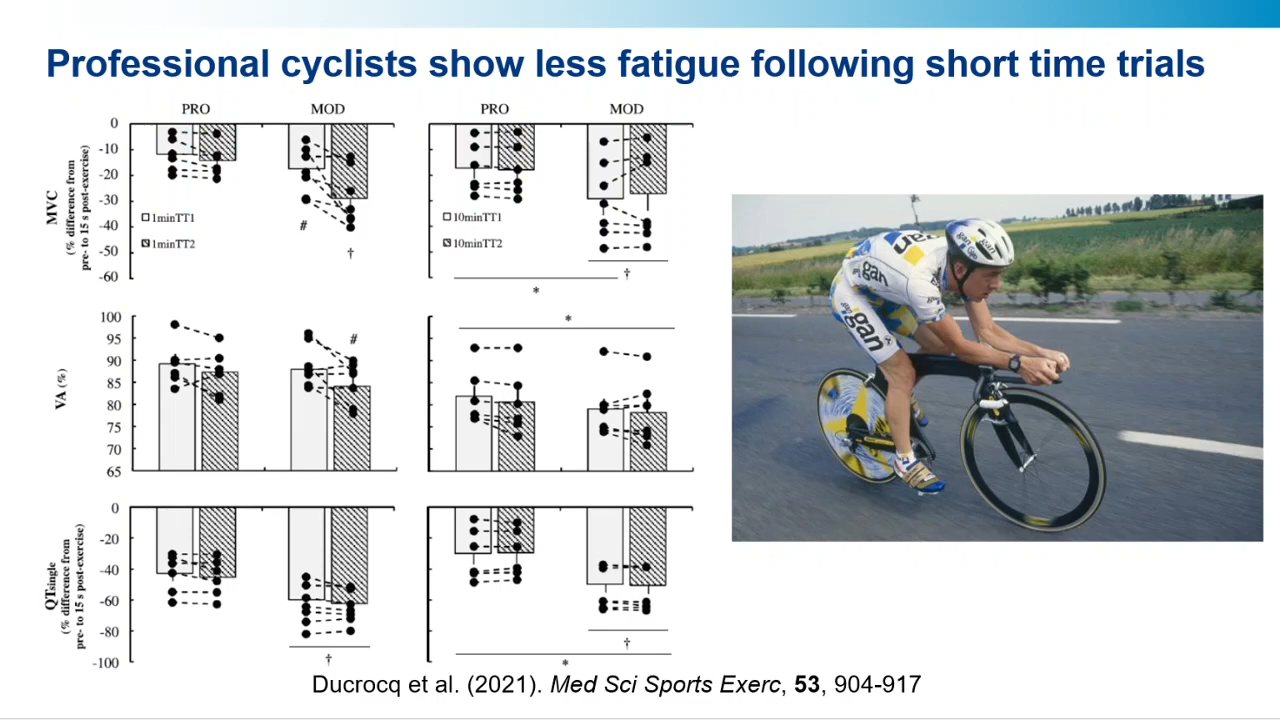 Professional cyclists show less fatigue following short time trials
PRO
MOD
PRO
MOD
MVC
(% difference from
pre- to 15 s post-exercise)
0
-10
-20
-30
-40
-50
-60
1minTT1
1minTT2
#
†
10minTT1
10minTT2
†
*
VA (%)
100
95
90
85
80
75
70
65
#
*
QTsingle
(% difference from
pre- to 15 s post-exercise)
0
-20
-40
-60
-80
-100
†
†
*
gan
gan
gan
gan
Ducrocq et al. (2021). Med Sci Sports Exerc, 53, 904-917